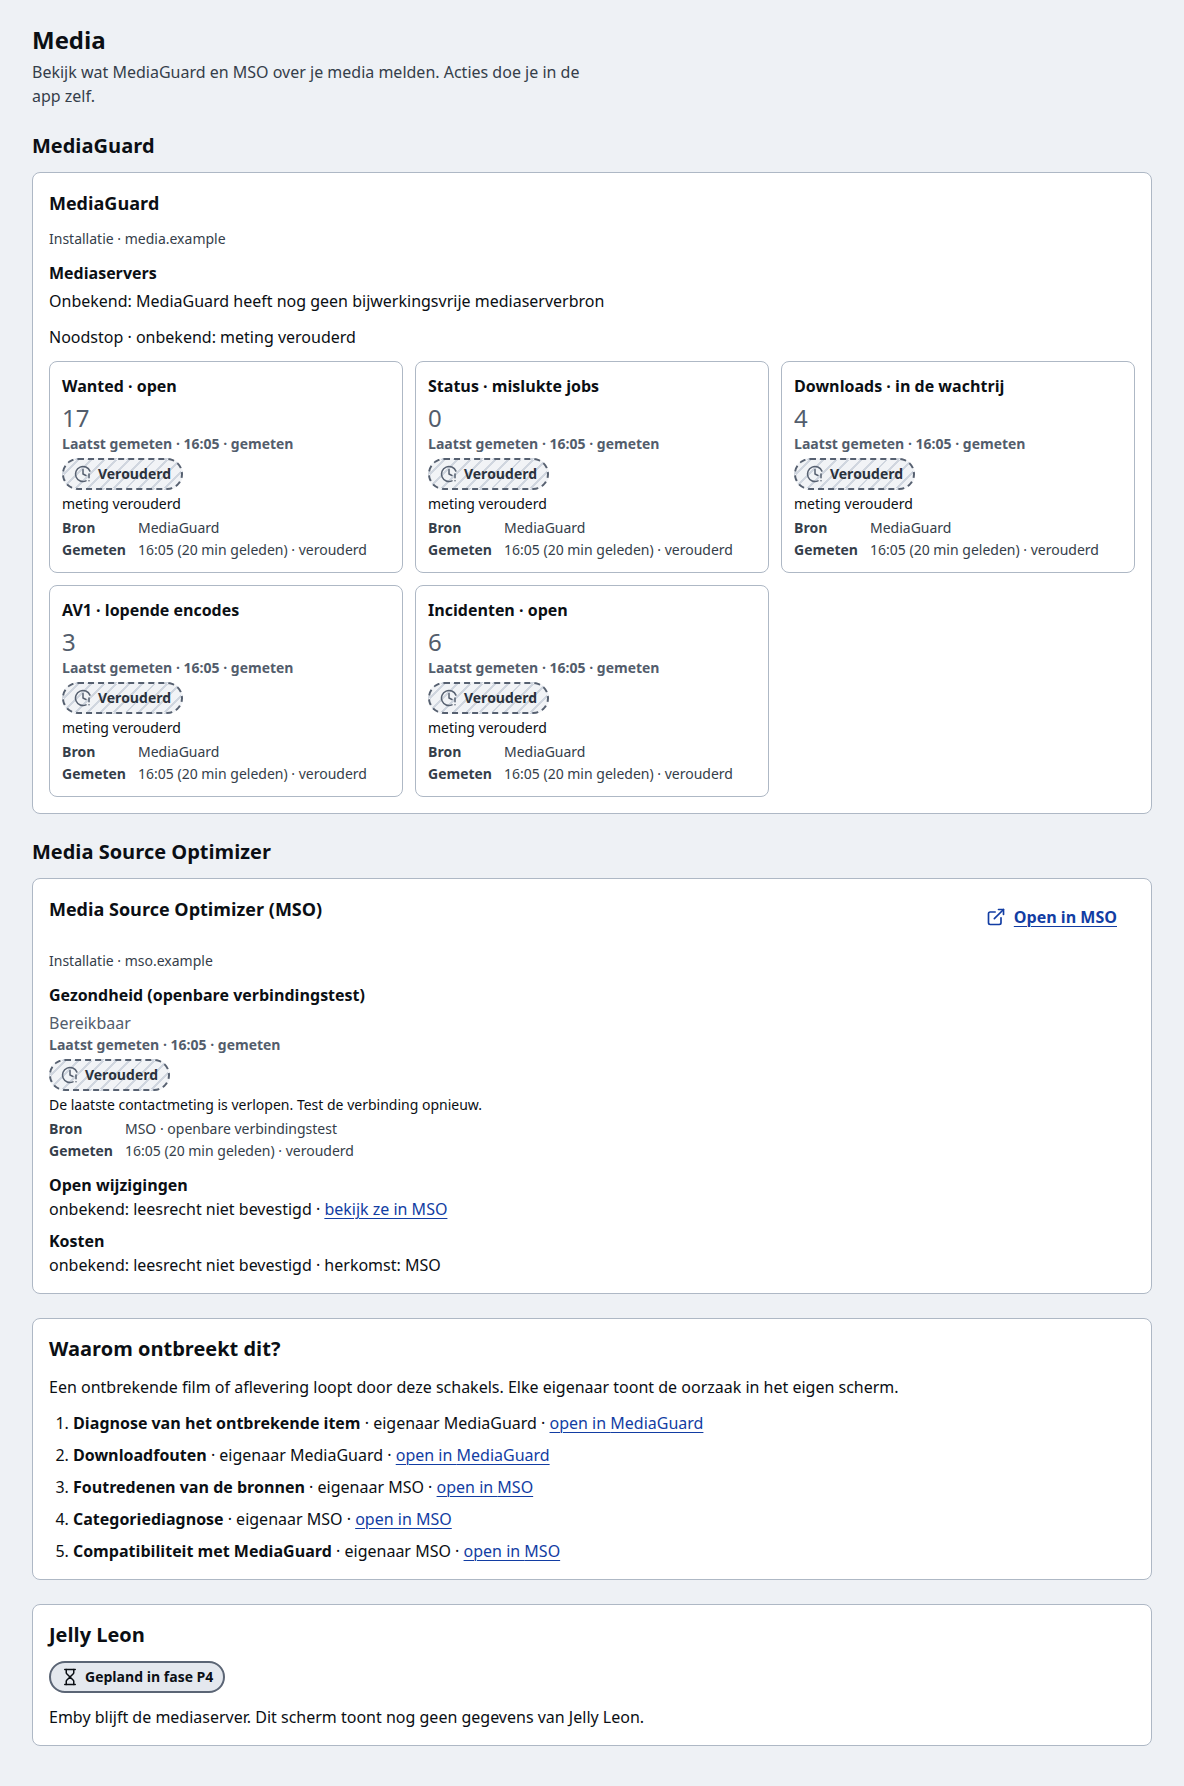 Media
Bekijk wat MediaGuard en MSO over je media melden. Acties doe je in de
app zelf.
MediaGuard
MediaGuard
Installatie · media.example
Mediaservers
Onbekend: MediaGuard heeft nog geen bijwerkingsvrije mediaserverbron
Noodstop · onbekend: meting verouderd
Wanted · open
17
Laatst gemeten · 16:05 · gemeten
Verouderd
meting verouderd
Bron MediaGuard
Gemeten 16:05 (20 min geleden) · verouderd
Status · mislukte jobs
0
Laatst gemeten · 16:05 · gemeten
Verouderd
meting verouderd
Bron MediaGuard
Gemeten 16:05 (20 min geleden) · verouderd
Downloads · in de wachtrij
4
Laatst gemeten · 16:05 · gemeten
Verouderd
meting verouderd
Bron MediaGuard
Gemeten 16:05 (20 min geleden) · verouderd
AV1 · lopende encodes
3
Laatst gemeten · 16:05 · gemeten
Verouderd
meting verouderd
Bron MediaGuard
Gemeten 16:05 (20 min geleden) · verouderd
Incidenten · open
6
Laatst gemeten · 16:05 · gemeten
Verouderd
meting verouderd
Bron MediaGuard
Gemeten 16:05 (20 min geleden) · verouderd
Media Source Optimizer
Media Source Optimizer (MSO)
Open in MSO
Installatie · mso.example
Gezondheid (openbare verbindingstest)
Bereikbaar
Laatst gemeten · 16:05 · gemeten
Verouderd
De laatste contactmeting is verlopen. Test de verbinding opnieuw.
Bron MSO · openbare verbindingstest
Gemeten 16:05 (20 min geleden) · verouderd
Open wijzigingen
onbekend: leesrecht niet bevestigd · bekijk ze in MSO
Kosten
onbekend: leesrecht niet bevestigd · herkomst: MSO
Waarom ontbreekt dit?
Een ontbrekende film of aflevering loopt door deze schakels. Elke eigenaar toont de oorzaak in het eigen scherm.
1. Diagnose van het ontbrekende item · eigenaar MediaGuard · open in MediaGuard
2. Downloadfouten · eigenaar MediaGuard · open in MediaGuard
3. Foutredenen van de bronnen · eigenaar MSO · open in MSO
4. Categoriediagnose · eigenaar MSO · open in MSO
5. Compatibiliteit met MediaGuard · eigenaar MSO · open in MSO
Jelly Leon
Gepland in fase P4
Emby blijft de mediaserver. Dit scherm toont nog geen gegevens van Jelly Leon.